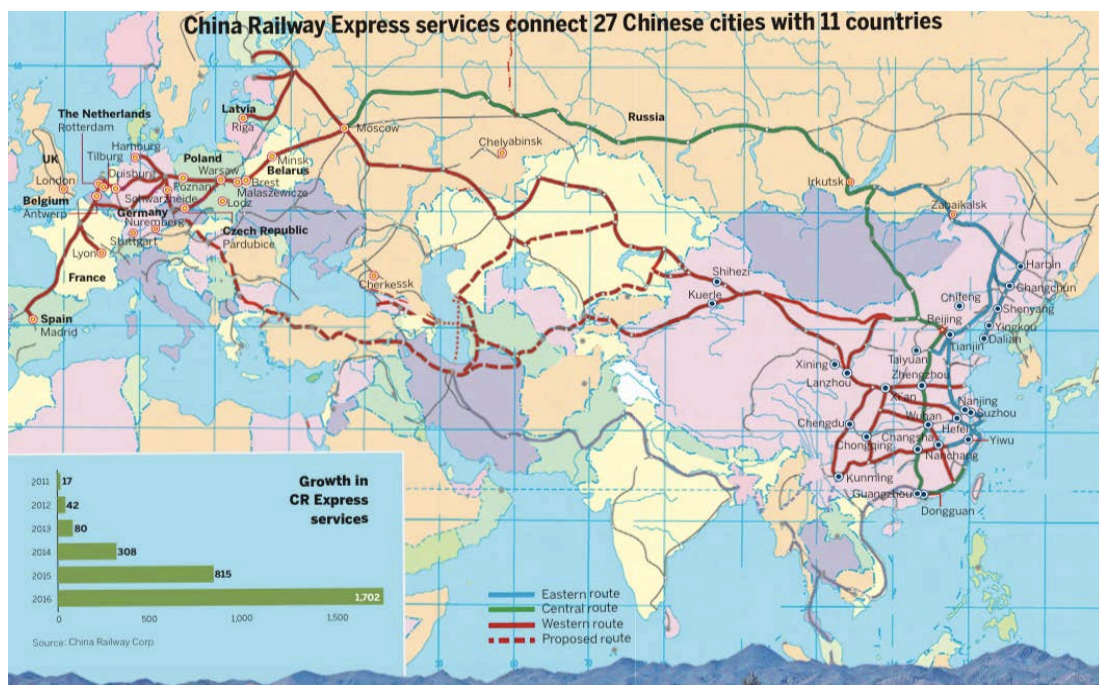 China Railway Express services connect 27 Chinese cities with 11 countries
Latvia
Riga
Moscow
Russia
Chelyabinsk
The Netherlands
Rotterdam
Hamburg
Tilburg
UK
London
Duisburg
Poland
Warsaw
Minsk
Belarus
Brest
Malaszewicze
Poznan
Schwarzheide
Lodz
Belgium
Antwerp
Germany
Nuremberg
Stuttgart
Czech Republic
Pardubice
Lyon
France
Spain
Madrid
Cherkessk
Irkutsk
Zabaikalsk
Harbin
Changchun
Chifeng
Shenyang
Yingkou
Dalian
Beijing
Tianjin
Shihezi
Kuerle
Taiyuan
Zhengzhou
Xining
Lanzhou
Xi'an
Nanjing
Suzhou
Wuhan
Hefei
Chengdu
Chongqing
Changsha
Nanchang
Yiwu
Kunming
Guangzhou
Dongguan
Growth in
CR Express
services
2011 17
2012 42
2013 80
2014 308
2015 815
2016 1,702
0 500 1,000 1,500
Source: China Railway Corp
Eastern route
Central route
Western route
Proposed route